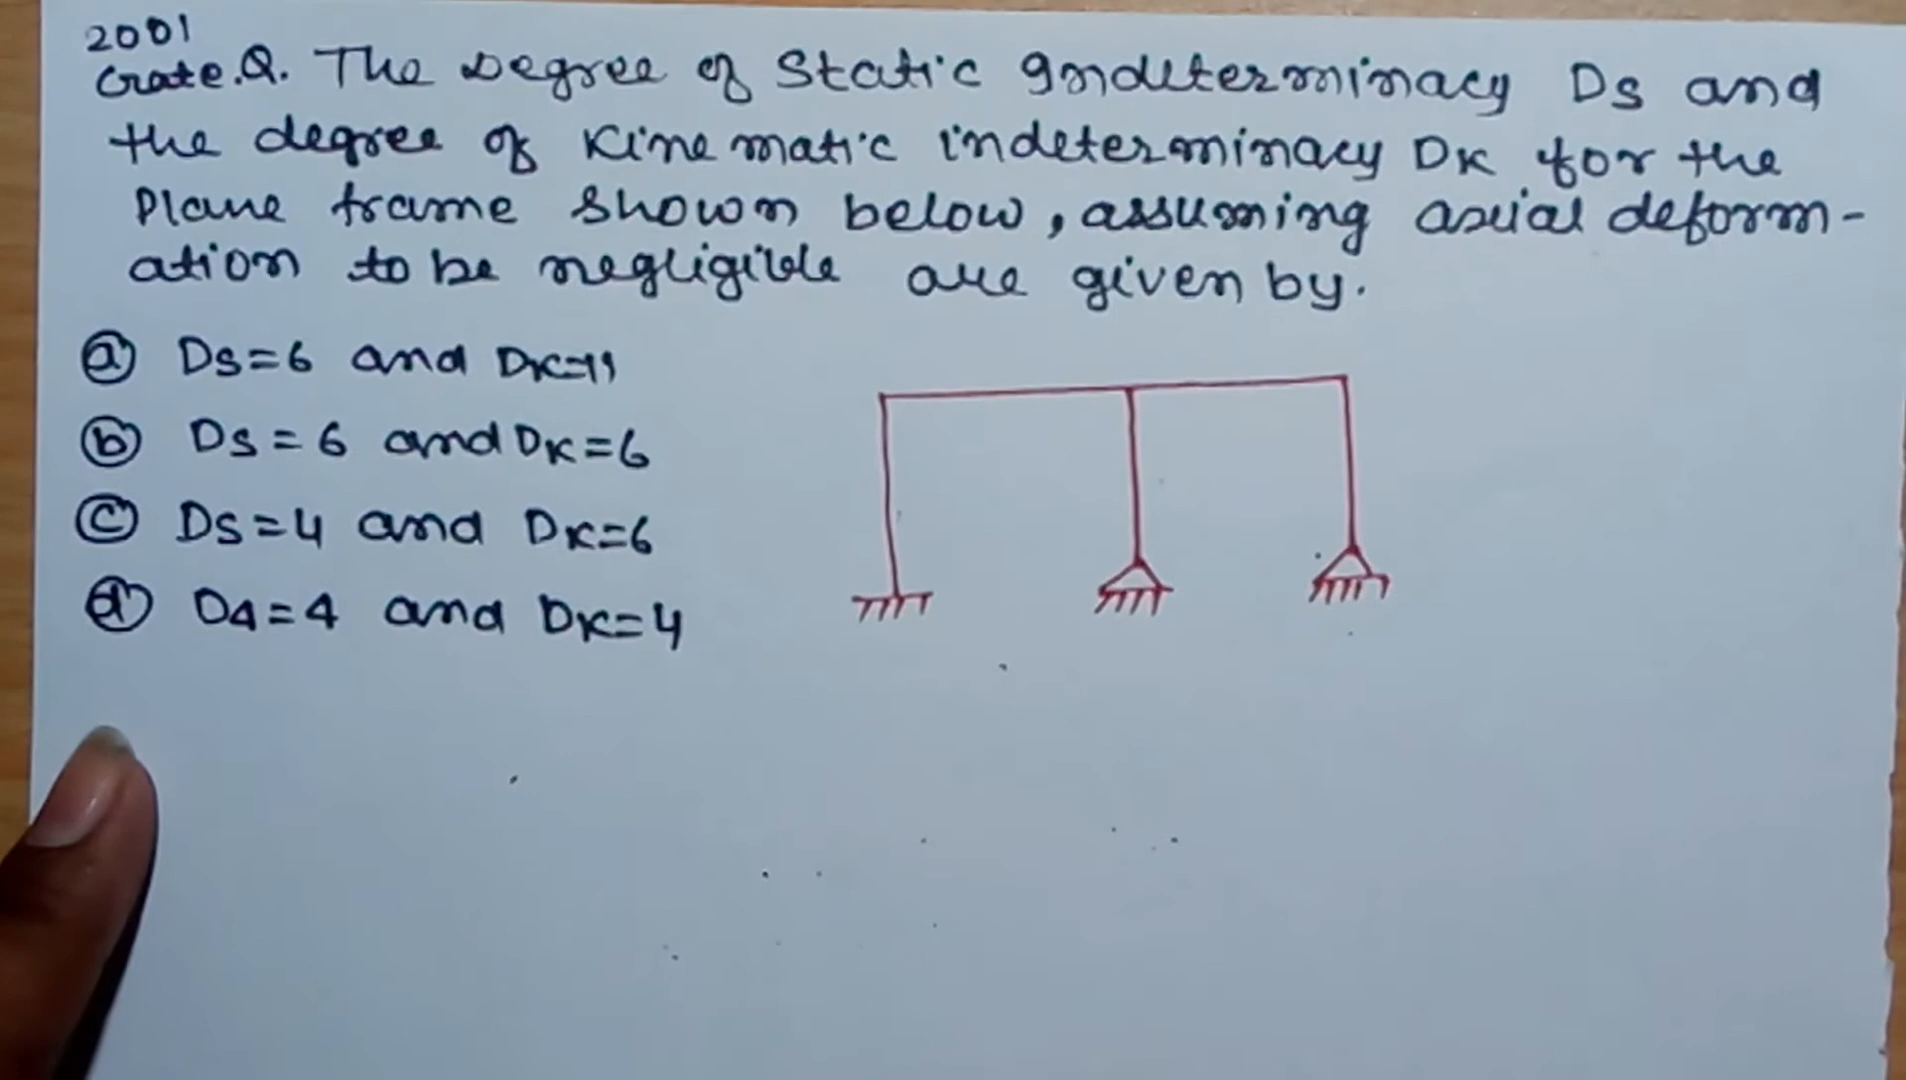 2001
Gate.Q. The Degree of Static Indeterminacy Ds and
the degree of Kinematic indeterminacy DK for the
Plane frame shown below, assuming axial deform-
ation to be negligible are given by.
(a) Ds=6 and DK=11
(b) Ds=6 and DK=6
(c) Ds=4 and DK=6
(d) Ds=4 and DK=4